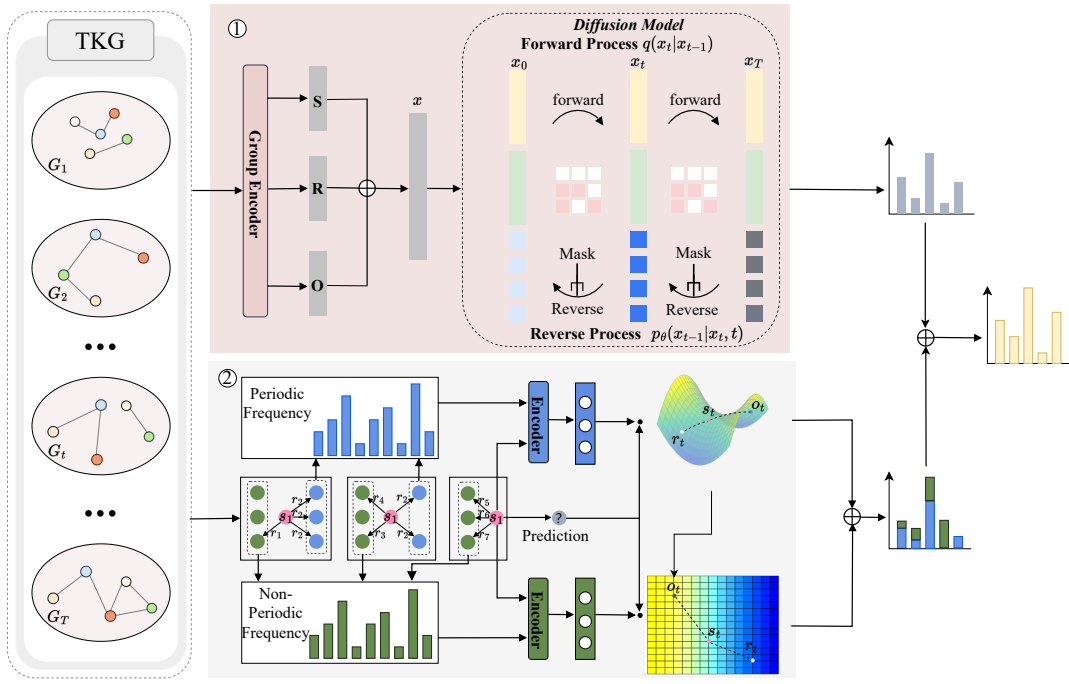 TKG
G1
G2
•••
Gt
•••
GT
①
Group Encoder
S
R
O
x
Diffusion Model
Forward Process q(xt|xt−1)
x0
xt
xT
forward
forward
Mask
Mask
Reverse
Reverse
Reverse Process pθ(xt−1|xt, t)
②
Periodic
Frequency
Encoder
st
ot
rt
r2
r2
r2
s1
r1
r4
r2
s1
r3
r2
r5
r6
s1
r7
?
Prediction
Non-
Periodic
Frequency
Encoder
ot
st
rt